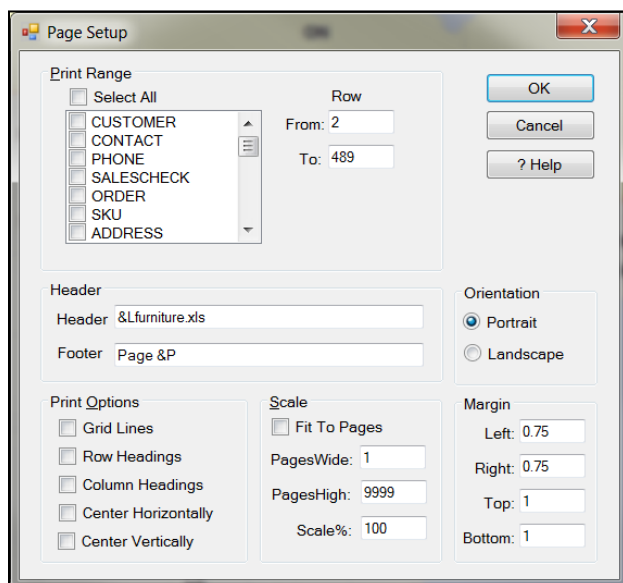 Page Setup
Print Range
Select All
CUSTOMER
CONTACT
PHONE
SALESCHECK
ORDER
SKU
ADDRESS
Row
From: 2
To: 489
OK
Cancel
? Help
Header
Header &Lfurniture.xls
Footer Page &P
Orientation
Portrait
Landscape
Print Options
Grid Lines
Row Headings
Column Headings
Center Horizontally
Center Vertically
Scale
Fit To Pages
PagesWide: 1
PagesHigh: 9999
Scale%: 100
Margin
Left: 0.75
Right: 0.75
Top: 1
Bottom: 1